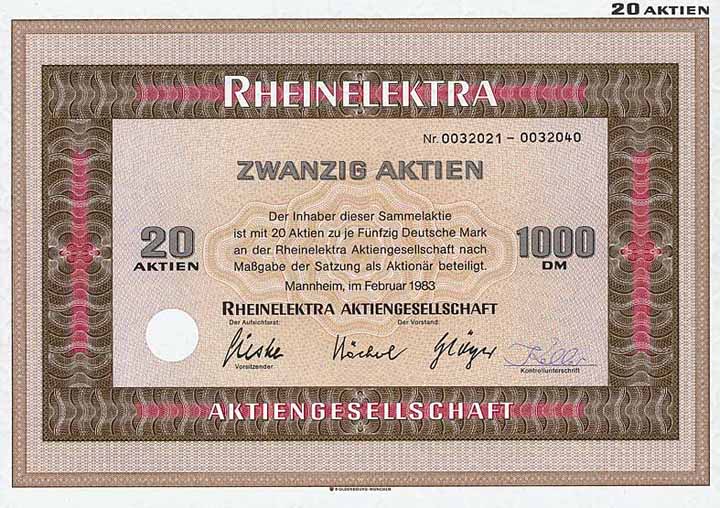 20 AKTIEN
RHEINELEKTRA
Nr. 0032021 – 0032040
ZWANZIG AKTIEN
Der Inhaber dieser Sammelaktie
ist mit 20 Aktien zu je Fünfzig Deutsche Mark
an der Rheinelektra Aktiengesellschaft nach
Maßgabe der Satzung als Aktionär beteiligt.
20 AKTIEN
1000 DM
Mannheim, im Februar 1983
RHEINELEKTRA AKTIENGESELLSCHAFT
Der Aufsichtsrat: Der Vorstand:
Vorsitzender
Kontrollunterschrift
AKTIENGESELLSCHAFT